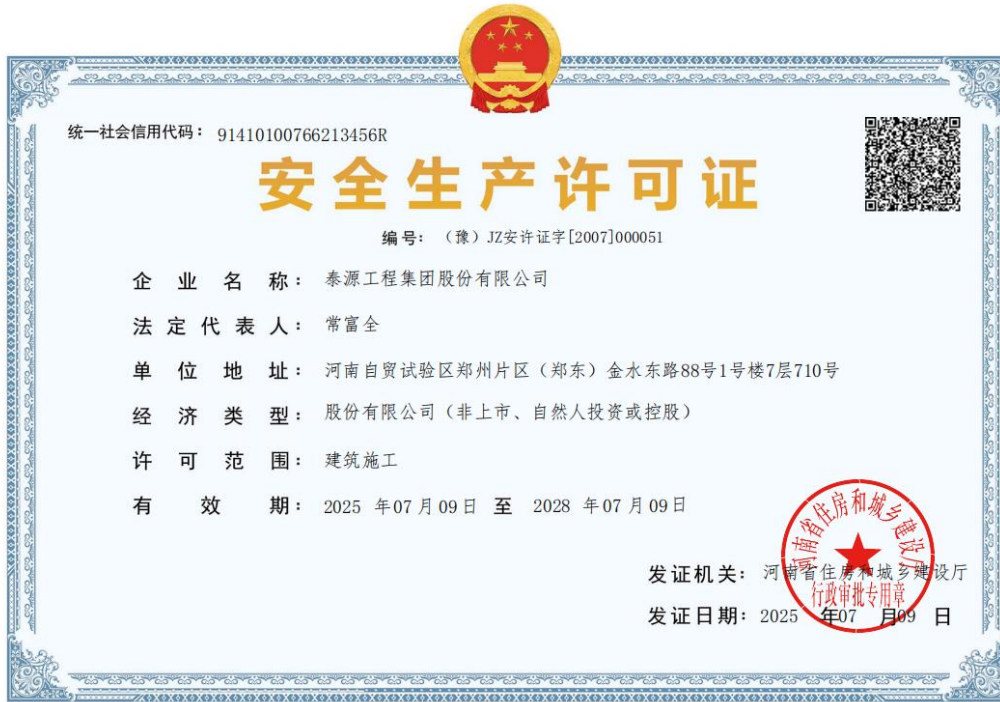 统一社会信用代码：91410100766213456R
安全生产许可证
编号：（豫）JZ安许证字[2007]000051
企业名称：泰源工程集团股份有限公司
法定代表人：常富全
单位地址：河南自贸试验区郑州片区（郑东）金水东路88号1号楼7层710号
经济类型：股份有限公司（非上市、自然人投资或控股）
许可范围：建筑施工
有效期：2025 年07月09日 至 2028 年07月09日
河南省住房和城乡建设厅
行政审批专用章
发证机关：河南省住房和城乡建设厅
发证日期：2025 年07 月09 日